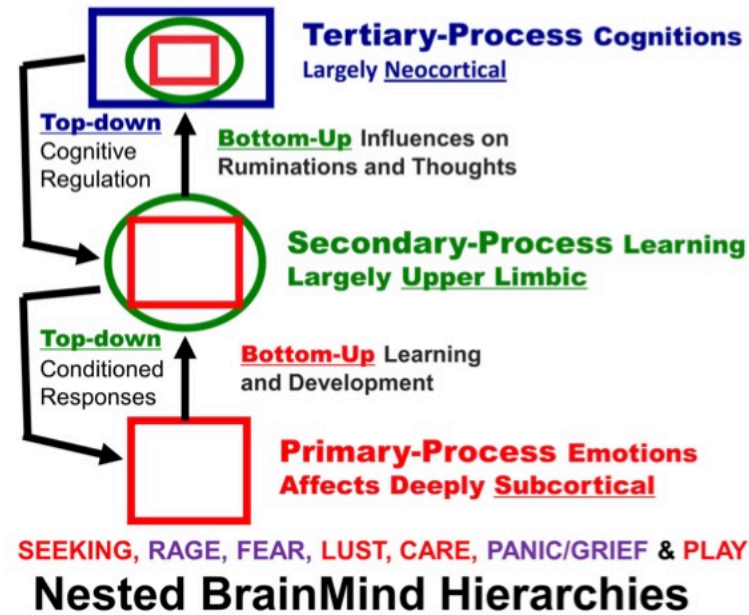 Tertiary-Process Cognitions
Largely Neocortical
Top-down
Cognitive
Regulation
Bottom-Up Influences on
Ruminations and Thoughts
Secondary-Process Learning
Largely Upper Limbic
Top-down
Conditioned
Responses
Bottom-Up Learning
and Development
Primary-Process Emotions
Affects Deeply Subcortical
SEEKING, RAGE, FEAR, LUST, CARE, PANIC/GRIEF & PLAY
Nested BrainMind Hierarchies